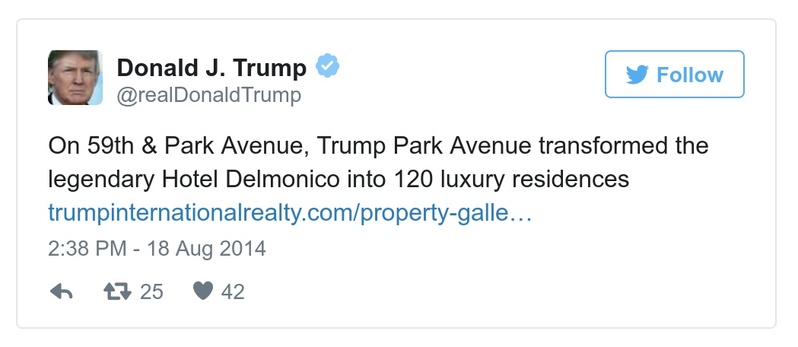 Donald J. Trump
@realDonaldTrump
Follow
On 59th & Park Avenue, Trump Park Avenue transformed the
legendary Hotel Delmonico into 120 luxury residences
trumpinternationalrealty.com/property-galle…
2:38 PM - 18 Aug 2014
25 42